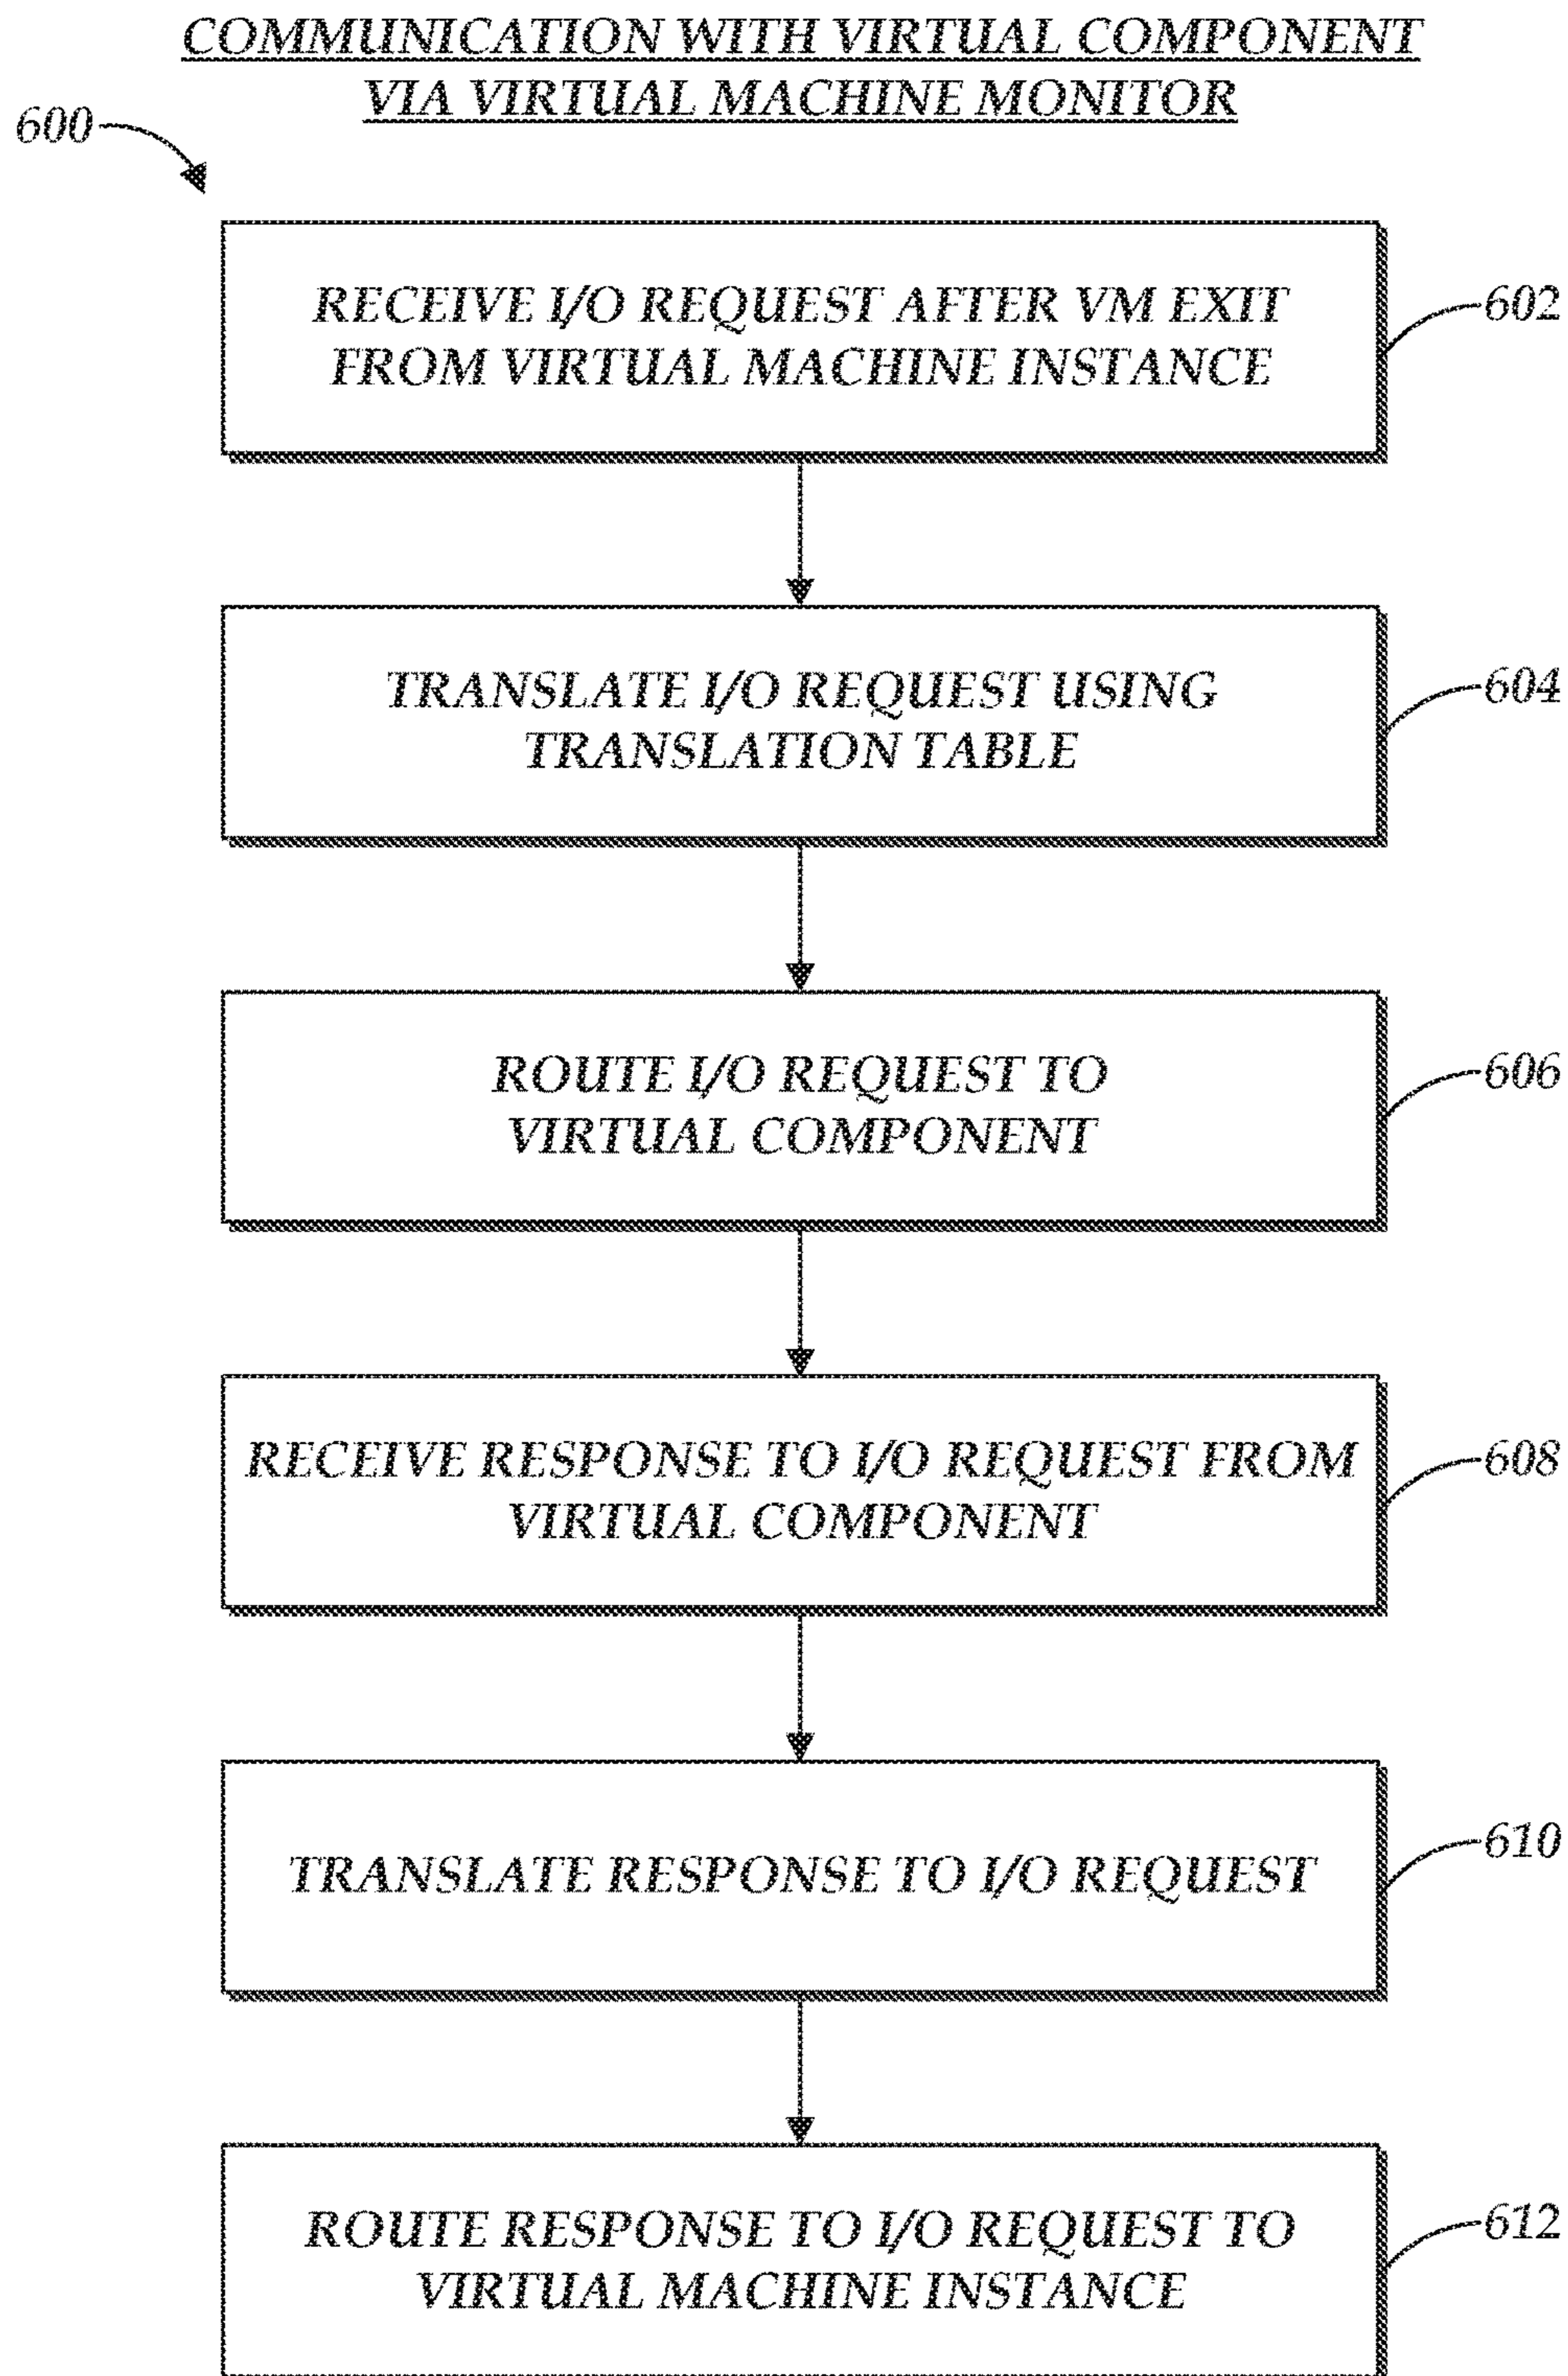 COMMUNICATION WITH VIRTUAL COMPONENT
VIA VIRTUAL MACHINE MONITOR
600
RECEIVE I/O REQUEST AFTER VM EXIT
FROM VIRTUAL MACHINE INSTANCE
602
TRANSLATE I/O REQUEST USING
TRANSLATION TABLE
604
ROUTE I/O REQUEST TO
VIRTUAL COMPONENT
606
RECEIVE RESPONSE TO I/O REQUEST FROM
VIRTUAL COMPONENT
608
TRANSLATE RESPONSE TO I/O REQUEST
610
ROUTE RESPONSE TO I/O REQUEST TO
VIRTUAL MACHINE INSTANCE
612